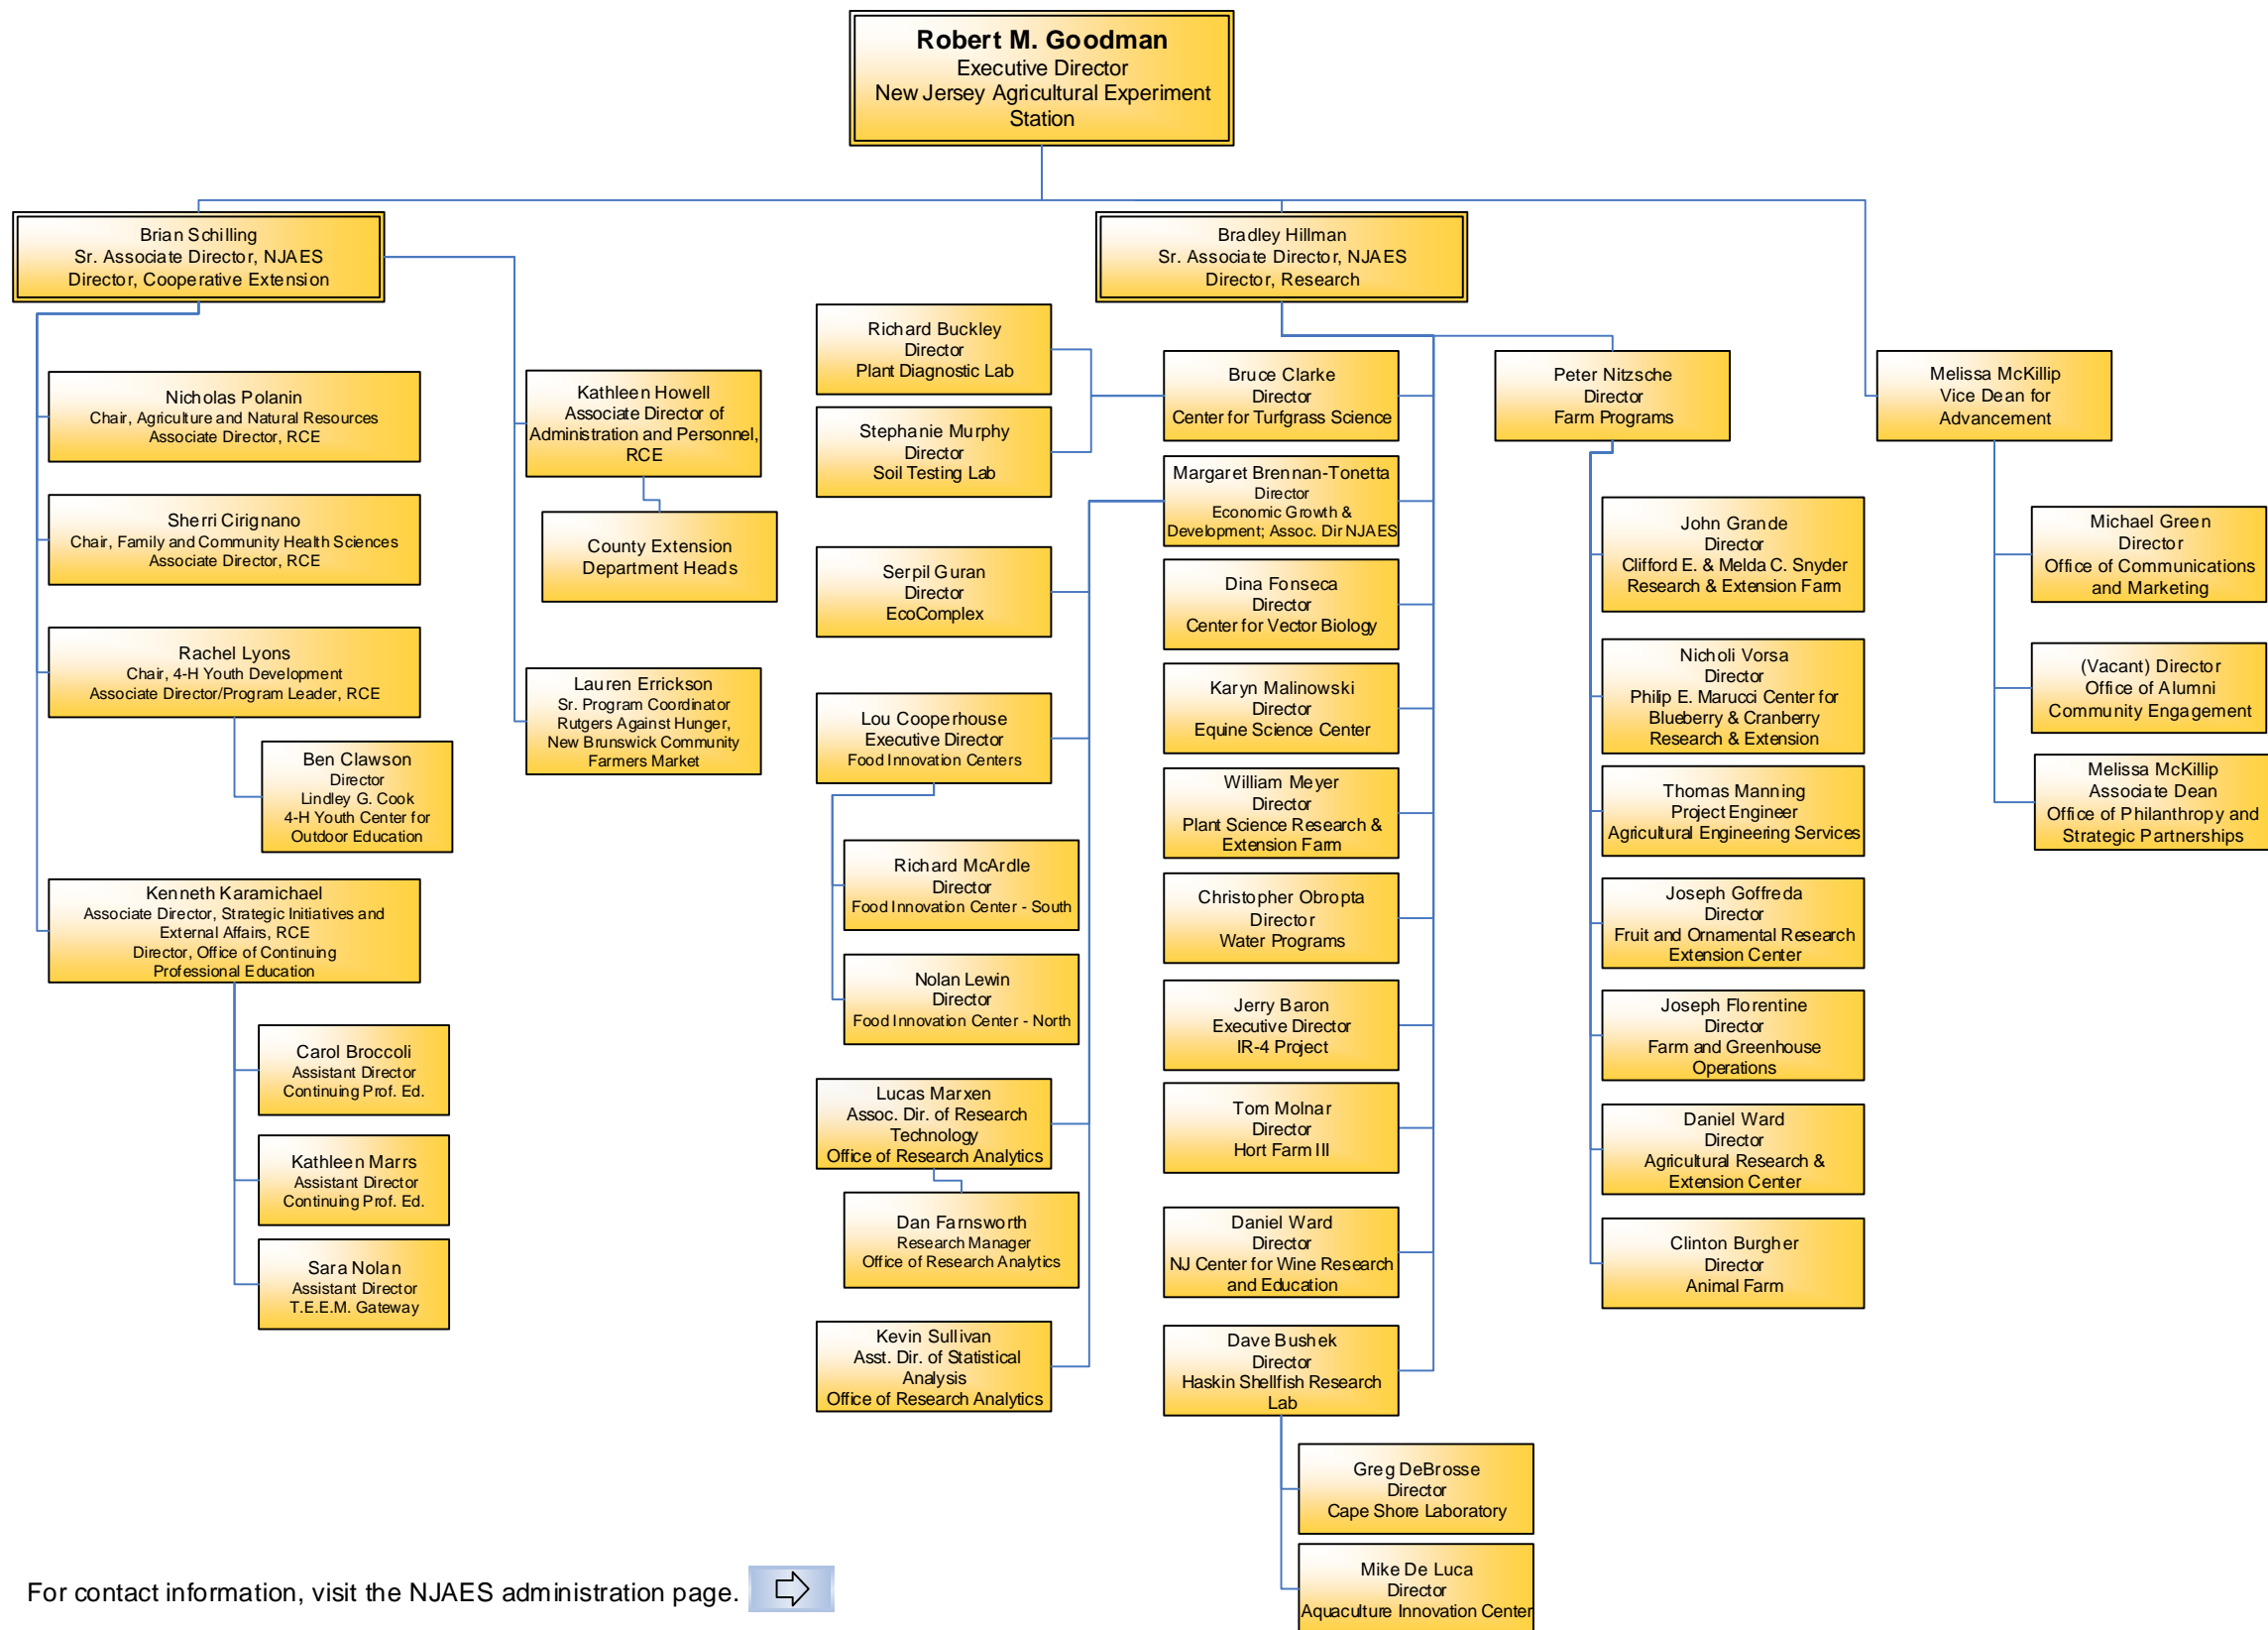 Robert M. Goodman
Executive Director
New Jersey Agricultural Experiment
Station
Brian Schilling
Sr. Associate Director, NJAES
Director, Cooperative Extension
Nicholas Polanin
Chair, Agriculture and Natural Resources
Associate Director, RCE
Sherri Cirignano
Chair, Family and Community Health Sciences
Associate Director, RCE
Rachel Lyons
Chair, 4-H Youth Development
Associate Director/Program Leader, RCE
Ben Clawson
Director
Lindley G. Cook
4-H Youth Center for
Outdoor Education
Kenneth Karamichael
Associate Director, Strategic Initiatives and
External Affairs, RCE
Director, Office of Continuing
Professional Education
Carol Broccoli
Assistant Director
Continuing Prof. Ed.
Kathleen Marrs
Assistant Director
Continuing Prof. Ed.
Sara Nolan
Assistant Director
T.E.E.M. Gateway
Kathleen Howell
Associate Director of
Administration and Personnel,
RCE
County Extension
Department Heads
Lauren Errickson
Sr. Program Coordinator
Rutgers Against Hunger,
New Brunswick Community
Farmers Market
Bradley Hillman
Sr. Associate Director, NJAES
Director, Research
Richard Buckley
Director
Plant Diagnostic Lab
Stephanie Murphy
Director
Soil Testing Lab
Serpil Guran
Director
EcoComplex
Lou Cooperhouse
Executive Director
Food Innovation Centers
Richard McArdle
Director
Food Innovation Center - South
Nolan Lewin
Director
Food Innovation Center - North
Lucas Marxen
Assoc. Dir. of Research
Technology
Office of Research Analytics
Dan Farnsworth
Research Manager
Office of Research Analytics
Kevin Sullivan
Asst. Dir. of Statistical
Analysis
Office of Research Analytics
Bruce Clarke
Director
Center for Turfgrass Science
Margaret Brennan-Tonetta
Director
Economic Growth &
Development; Assoc. Dir NJAES
Dina Fonseca
Director
Center for Vector Biology
Karyn Malinowski
Director
Equine Science Center
William Meyer
Director
Plant Science Research &
Extension Farm
Christopher Obropta
Director
Water Programs
Jerry Baron
Executive Director
IR-4 Project
Tom Molnar
Director
Hort Farm III
Daniel Ward
Director
NJ Center for Wine Research
and Education
Dave Bushek
Director
Haskin Shellfish Research
Lab
Greg DeBrosse
Director
Cape Shore Laboratory
Mike De Luca
Director
Aquaculture Innovation Center
Peter Nitzsche
Director
Farm Programs
John Grande
Director
Clifford E. & Melda C. Snyder
Research & Extension Farm
Nicholi Vorsa
Director
Philip E. Marucci Center for
Blueberry & Cranberry
Research & Extension
Thomas Manning
Project Engineer
Agricultural Engineering Services
Joseph Goffreda
Director
Fruit and Ornamental Research
Extension Center
Joseph Florentine
Director
Farm and Greenhouse
Operations
Daniel Ward
Director
Agricultural Research &
Extension Center
Clinton Burgher
Director
Animal Farm
Melissa McKillip
Vice Dean for
Advancement
Michael Green
Director
Office of Communications
and Marketing
(Vacant) Director
Office of Alumni
Community Engagement
Melissa McKillip
Associate Dean
Office of Philanthropy and
Strategic Partnerships
For contact information, visit the NJAES administration page.